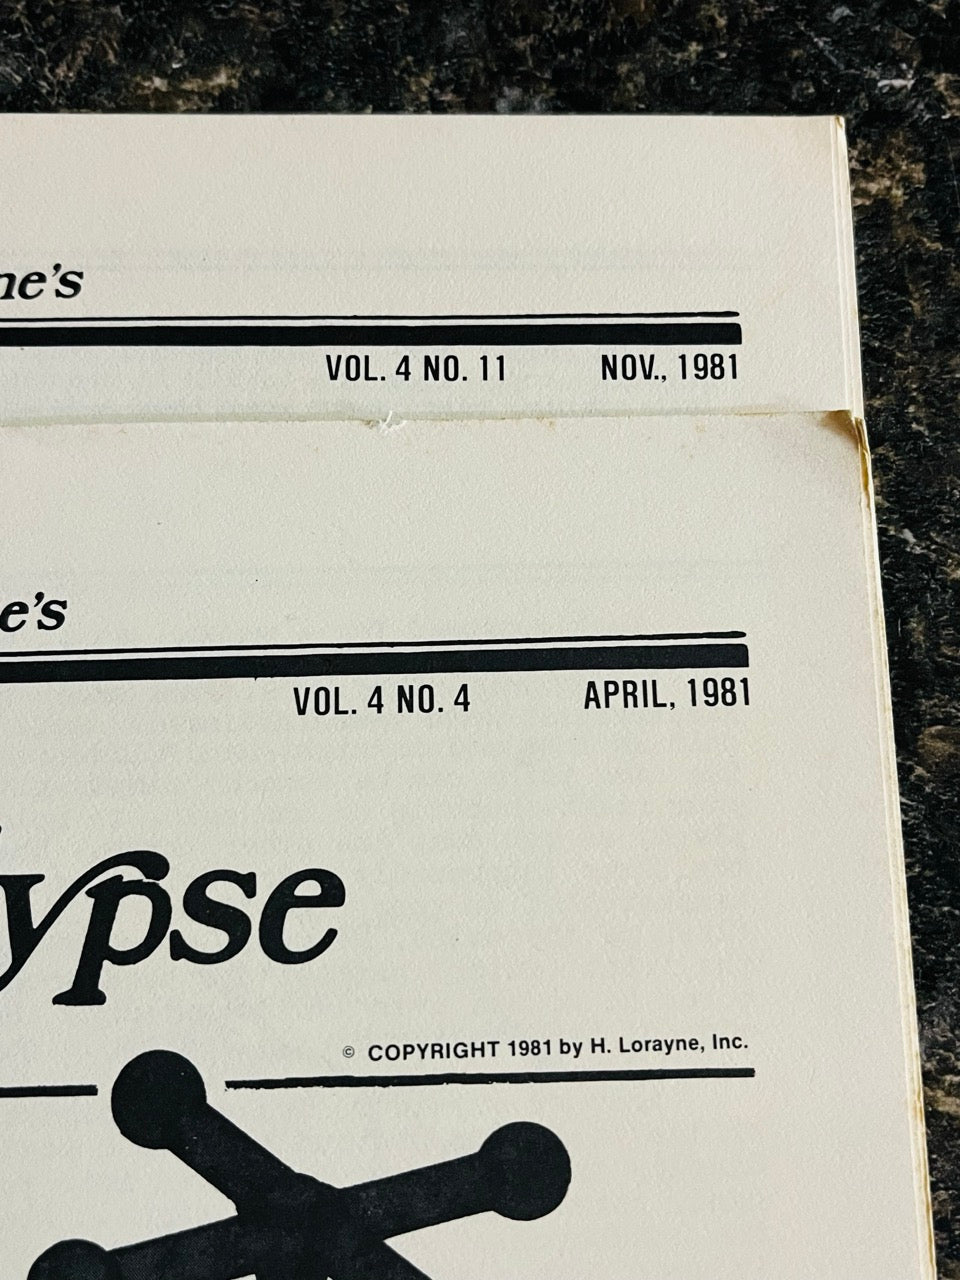 ne's
VOL. 4 NO. 11 NOV., 1981
e's
VOL. 4 NO. 4 APRIL, 1981
ypse
© COPYRIGHT 1981 by H. Lorayne, Inc.